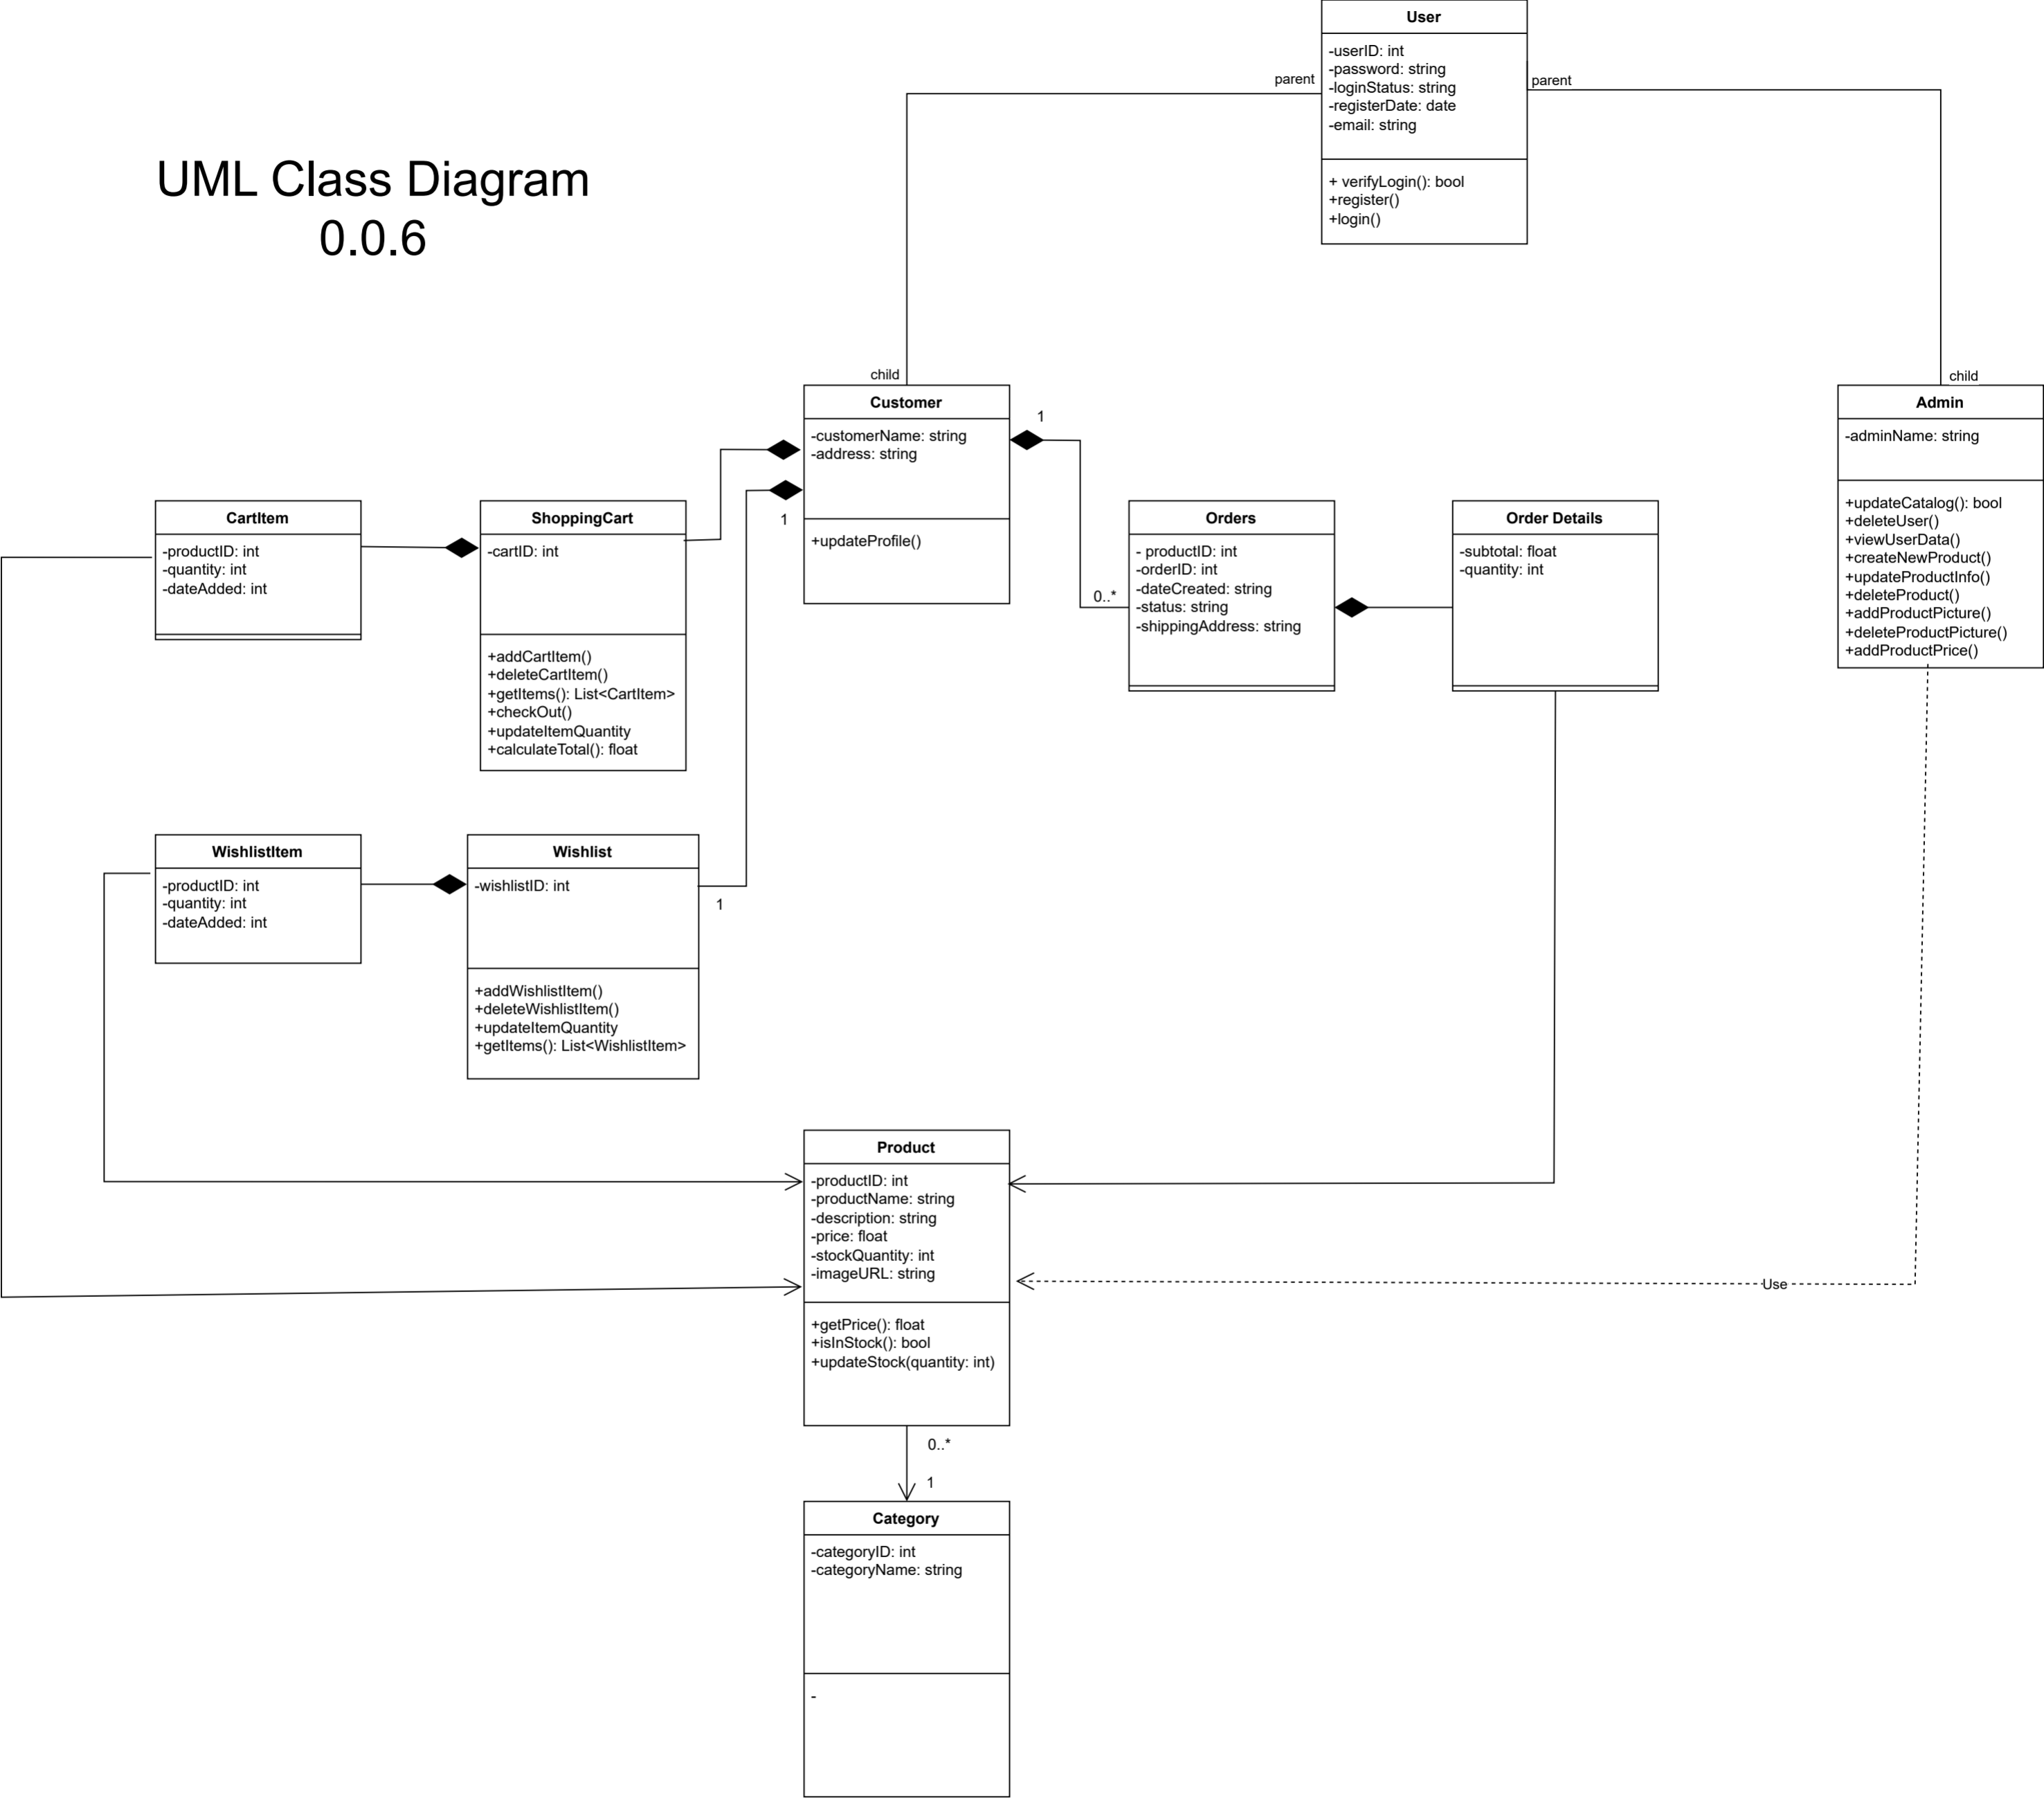 UML Class Diagram
0.0.6
User
-userID: int
-password: string
-loginStatus: string
-registerDate: date
-email: string
+ verifyLogin(): bool
+register()
+login()
parent
parent
child
child
Customer
-customerName: string
-address: string
+updateProfile()
1
1
0..*
Admin
-adminName: string
+updateCatalog(): bool
+deleteUser()
+viewUserData()
+createNewProduct()
+updateProductInfo()
+deleteProduct()
+addProductPicture()
+deleteProductPicture()
+addProductPrice()
CartItem
-productID: int
-quantity: int
-dateAdded: int
ShoppingCart
-cartID: int
+addCartItem()
+deleteCartItem()
+getItems(): List<CartItem>
+checkOut()
+updateItemQuantity
+calculateTotal(): float
Orders
- productID: int
-orderID: int
-dateCreated: string
-status: string
-shippingAddress: string
Order Details
-subtotal: float
-quantity: int
WishlistItem
-productID: int
-quantity: int
-dateAdded: int
Wishlist
-wishlistID: int
+addWishlistItem()
+deleteWishlistItem()
+updateItemQuantity
+getItems(): List<WishlistItem>
1
Product
-productID: int
-productName: string
-description: string
-price: float
-stockQuantity: int
-imageURL: string
+getPrice(): float
+isInStock(): bool
+updateStock(quantity: int)
Use
0..*
1
Category
-categoryID: int
-categoryName: string
-